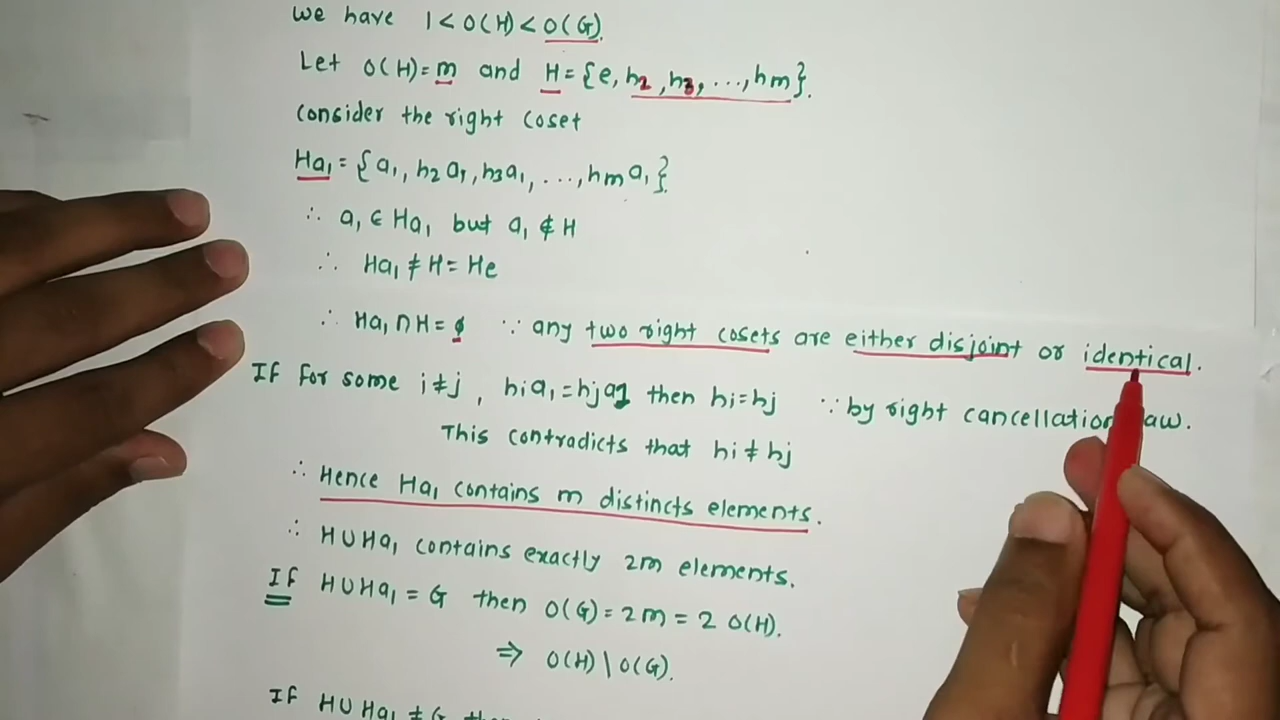 We have 1 < O(H) < O(G).
Let O(H) = m and H = {e, h2, h3, ..., hm}.
Consider the right coset
Ha₁ = {a₁, h2a₁, h3a₁, ..., hma₁}.
∴ a₁ ∈ Ha₁ but a₁ ∉ H
∴ Ha₁ ≠ H = He
∴ Ha₁ ∩ H = ϕ ∵ any two right cosets are either disjoint or identical.
If for some i ≠ j, hia₁ = hja1 then hi = hj ∵ by right cancellation law.
This contradicts that hi ≠ hj
∴ Hence Ha₁ contains m distincts elements.
∴ H∪Ha₁ contains exactly 2m elements.
If H∪Ha₁ = G then O(G) = 2m = 2 O(H).
⇒ O(H) \ O(G).
If H∪Ha₁ ≠ G